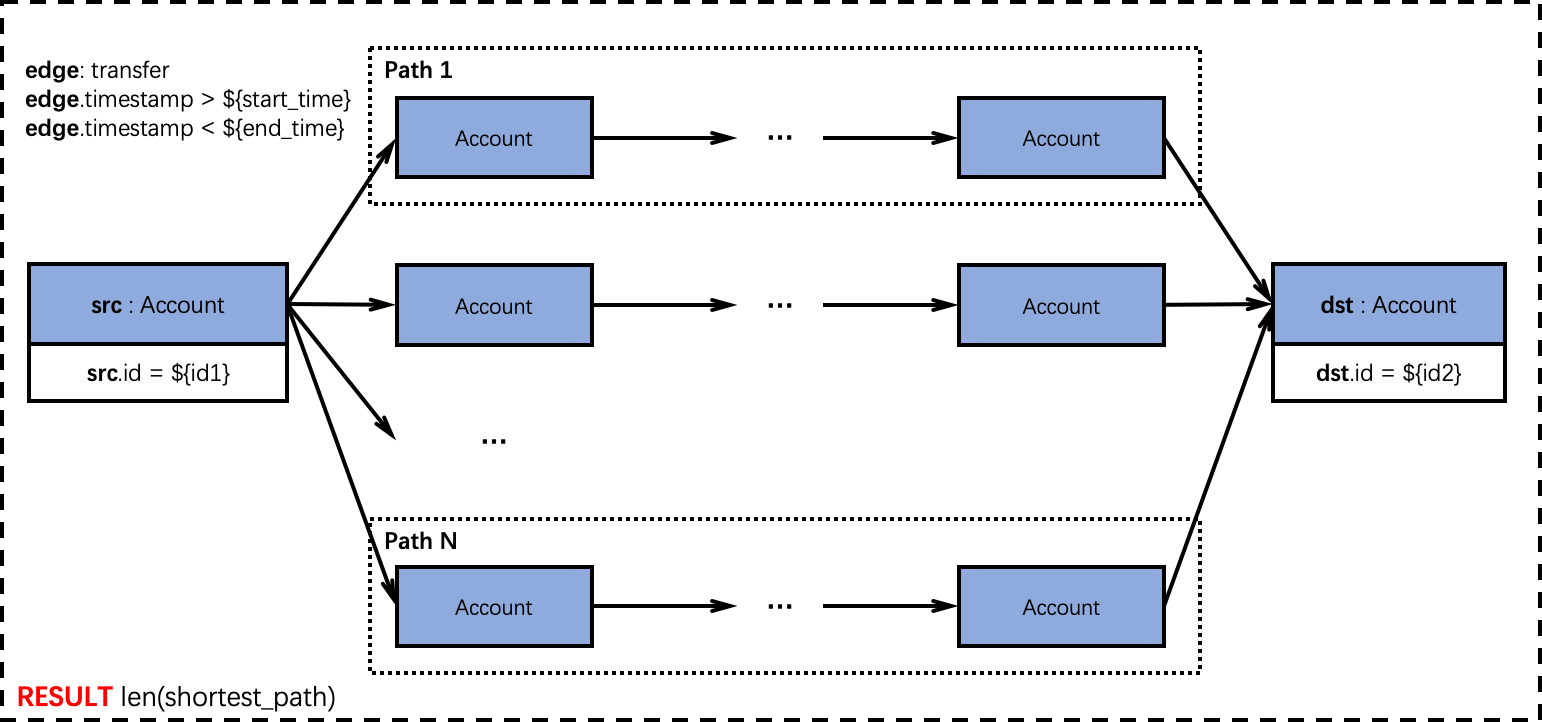 edge: transfer
edge.timestamp > ${start_time}
edge.timestamp < ${end_time}
Path 1
Account
...
Account
src : Account
src.id = ${id1}
Account
...
Account
dst : Account
dst.id = ${id2}
...
Path N
Account
...
Account
RESULT len(shortest_path)